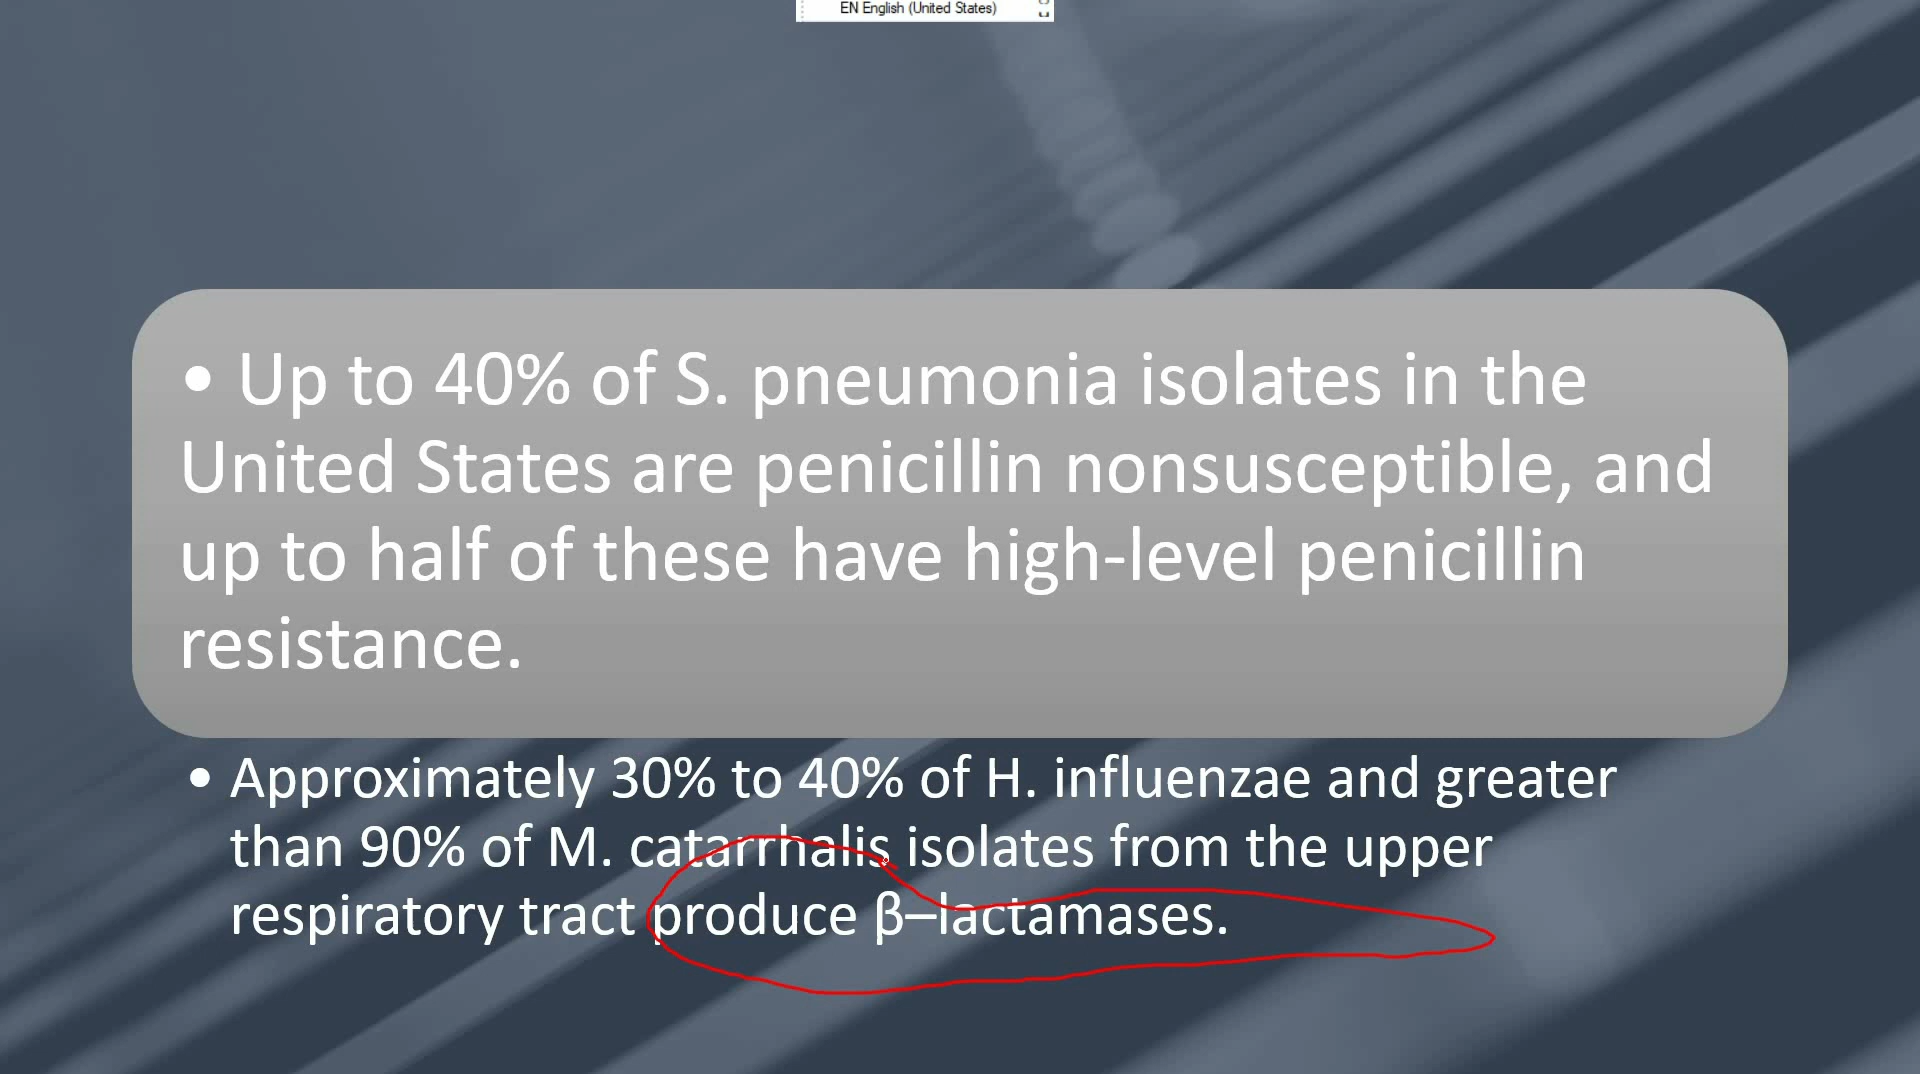 EN English (United States)
• Up to 40% of S. pneumonia isolates in the
United States are penicillin nonsusceptible, and
up to half of these have high-level penicillin
resistance.
• Approximately 30% to 40% of H. influenzae and greater
than 90% of M. catarrhalis isolates from the upper
respiratory tract produce β–lactamases.